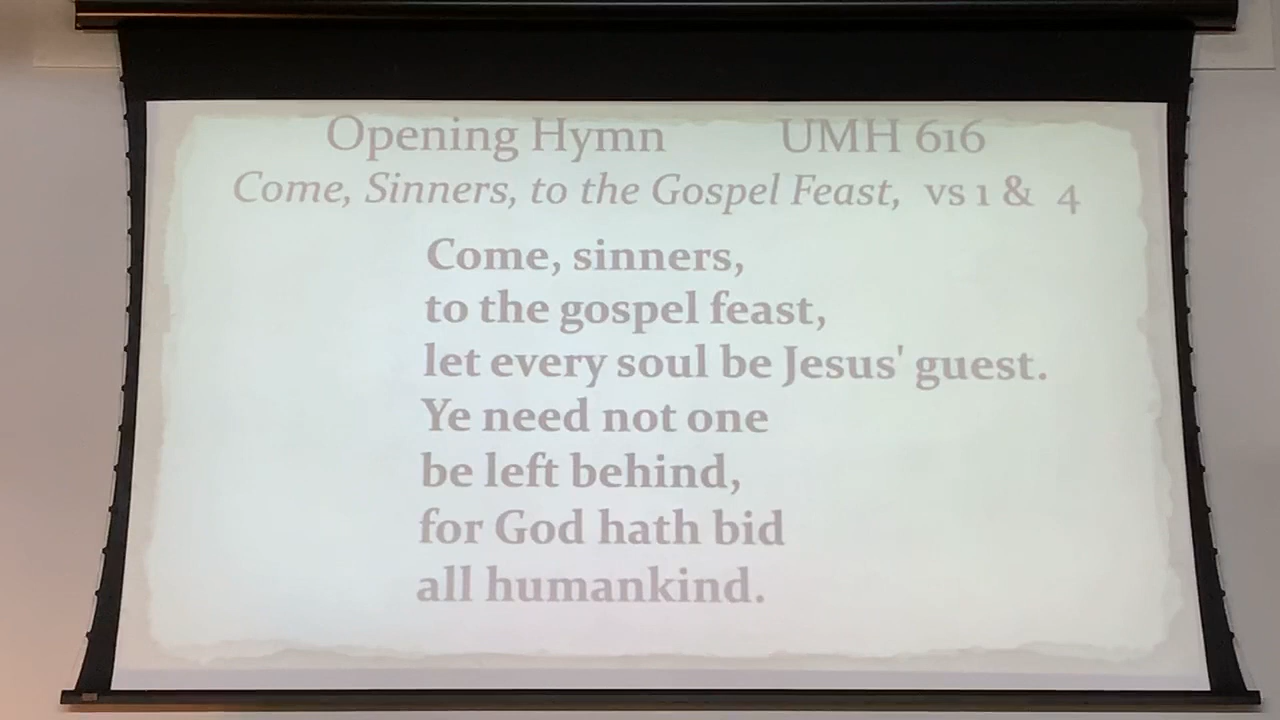 Opening Hymn UMH 616
Come, Sinners, to the Gospel Feast, vs 1 & 4
Come, sinners,
to the gospel feast,
let every soul be Jesus' guest.
Ye need not one
be left behind,
for God hath bid
all humankind.